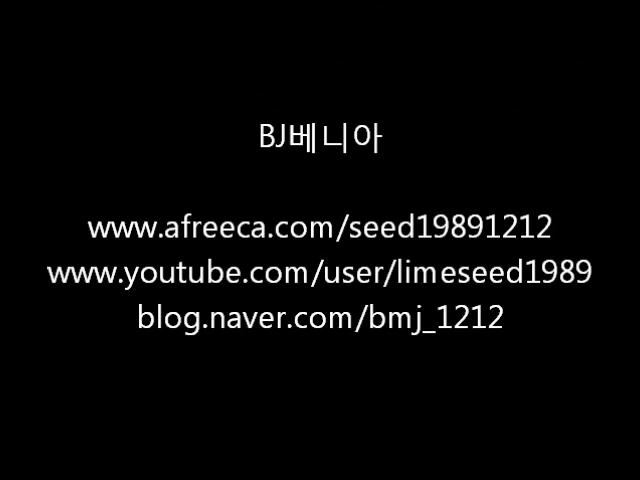 BJ베니아
www.afreeca.com/seed19891212
www.youtube.com/user/limeseed1989
blog.naver.com/bmj_1212